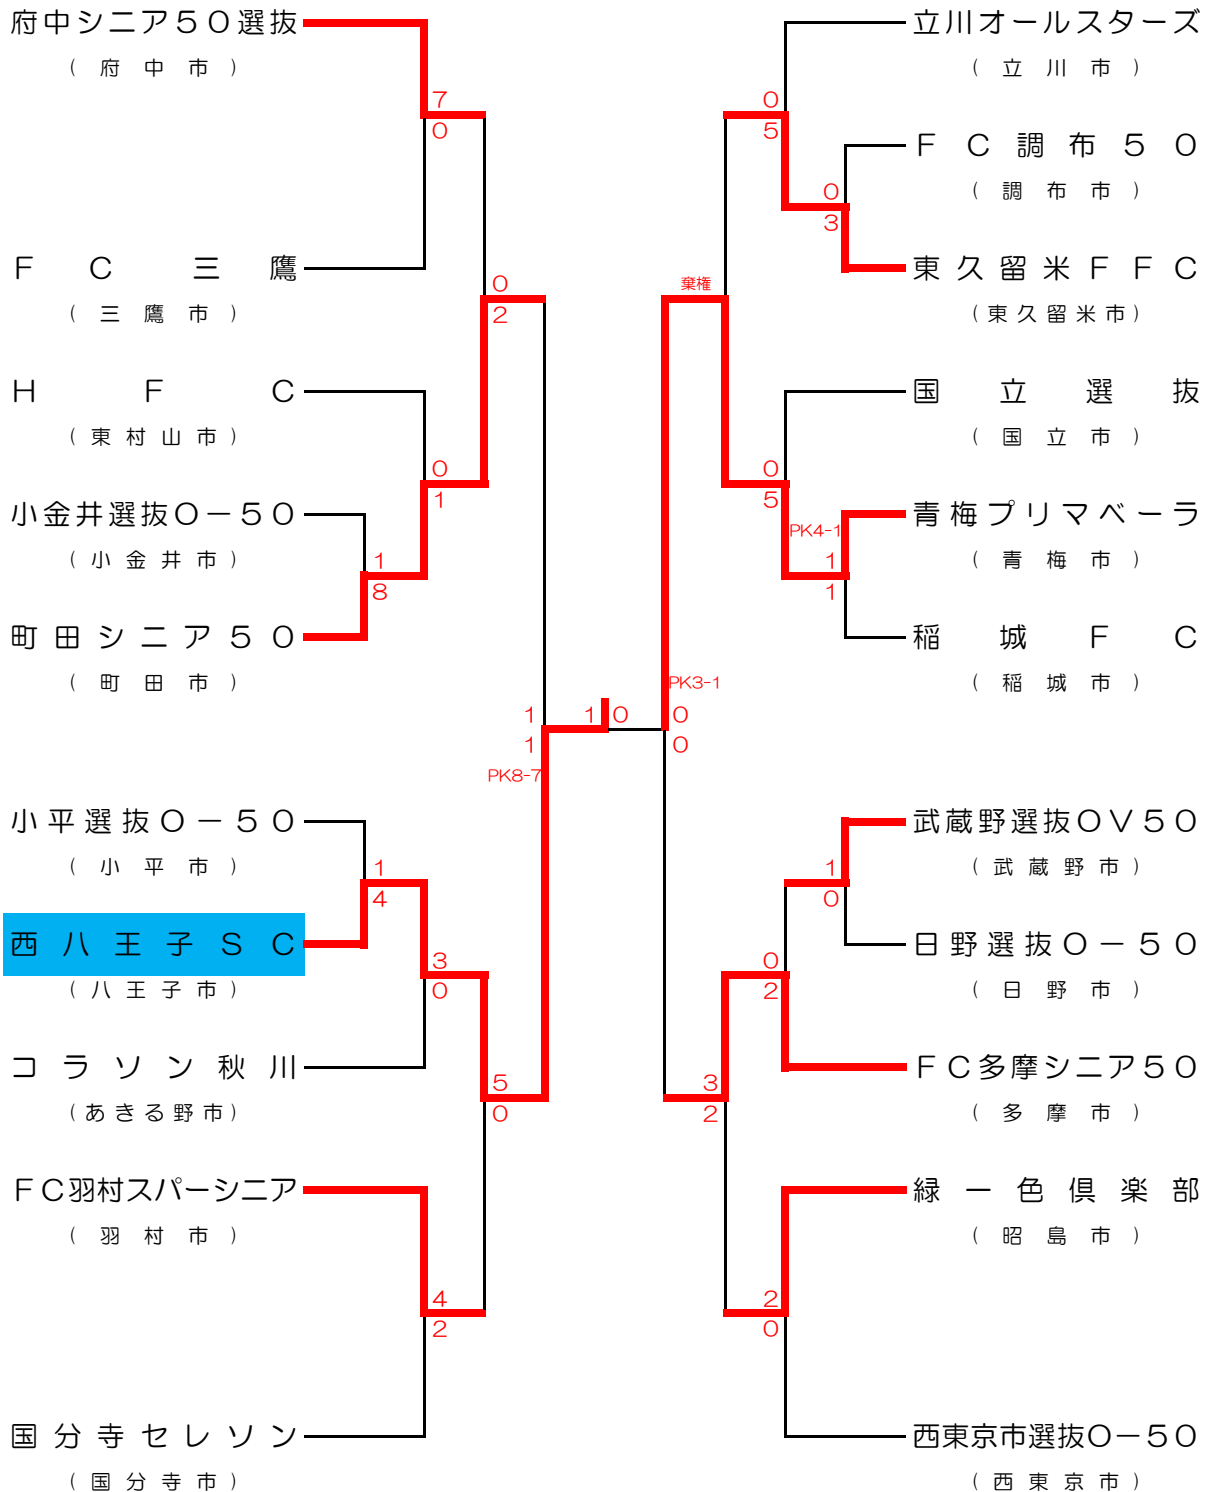 府中シニア５０選抜
（府中市）
7
0
ＦＣ三鷹
（三鷹市）
0
2
ＨＦＣ
（東村山市）
0
1
小金井選抜Ｏ－５０
（小金井市）
1
8
町田シニア５０
（町田市）
1
1
PK8-7
1 0
小平選抜Ｏ－５０
（小平市）
1
4
西八王子ＳＣ
（八王子市）
3
0
コラソン秋川
（あきる野市）
5
0
ＦＣ羽村スパーシニア
（羽村市）
4
2
国分寺セレソン
（国分寺市）
立川オールスターズ
（立川市）
0
5
ＦＣ調布５０
（調布市）
0
3
東久留米ＦＦＣ
（東久留米市）
棄権
国立選抜
（国立市）
0
5
青梅プリマベーラ
（青梅市）
PK4-1
1
1
稲城ＦＣ
（稲城市）
PK3-1
0
0
武蔵野選抜ＯＶ５０
（武蔵野市）
1
0
日野選抜Ｏ－５０
（日野市）
0
2
ＦＣ多摩シニア５０
（多摩市）
3
2
緑一色倶楽部
（昭島市）
2
0
西東京市選抜Ｏ－５０
（西東京市）